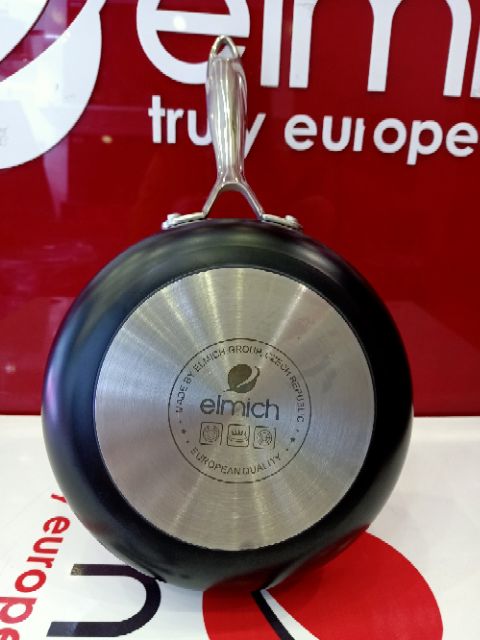 elmi
truly europe
MADE BY ELMICH GROUP, CZECH REPUBLIC
elmich
EUROPEAN QUALITY
y europe